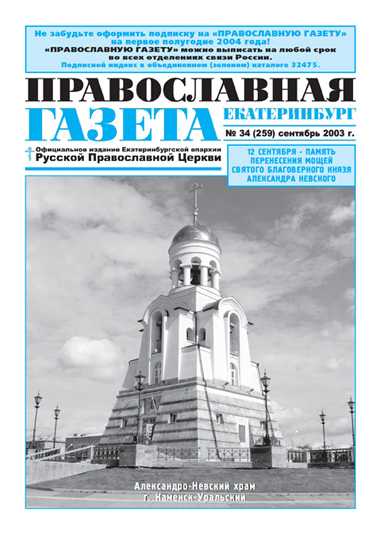 Не забудьте оформить подписку на «ПРАВОСЛАВНУЮ ГАЗЕТУ»
на первое полугодие 2004 года!
«ПРАВОСЛАВНУЮ ГАЗЕТУ» можно выписать на любой срок
во всех отделениях связи России.
Подписной индекс в объединенном (зеленом) каталоге 32475.
ПРАВОСЛАВНАЯ
ГАЗЕТА
ЕКАТЕРИНБУРГ
№ 34 (259) сентябрь 2003 г.
Официальное издание Екатеринбургской епархии
Русской Православной Церкви
12 СЕНТЯБРЯ - ПАМЯТЬ
ПЕРЕНЕСЕНИЯ МОЩЕЙ
СВЯТОГО БЛАГОВЕРНОГО КНЯЗЯ
АЛЕКСАНДРА НЕВСКОГО
Александро-Невский храм
г. Каменск-Уральский